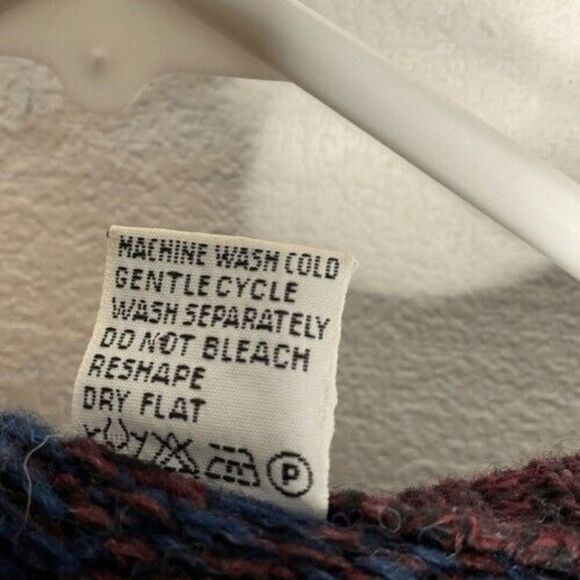 MACHINE WASH COLD
GENTLE CYCLE
WASH SEPARATELY
DO NOT BLEACH
RESHAPE
DRY FLAT
P